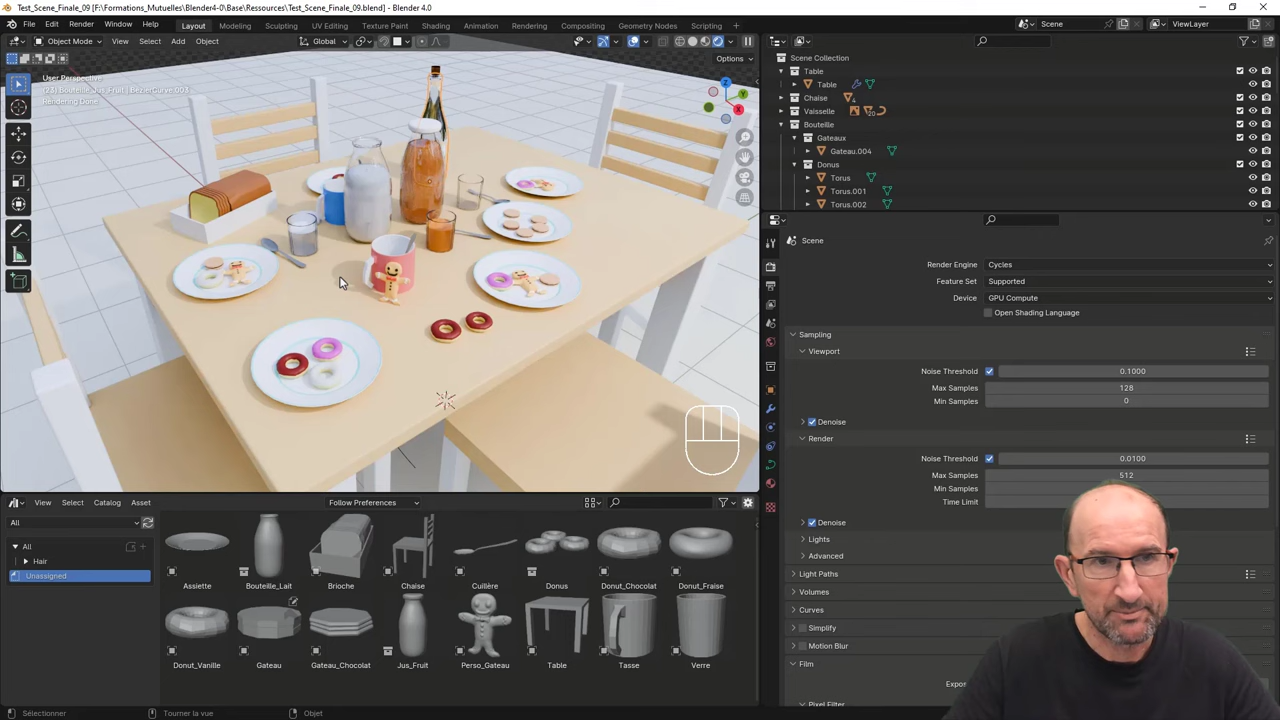 Test_Scene_Finale_09 [F:\Formations_Mutuelles\Blender4-0\Base\Ressources\Test_Scene_Finale_09.blend] - Blender 4.0
File Edit Render Window Help Layout Modeling Sculpting UV Editing Texture Paint Shading Animation Rendering Compositing Geometry Nodes Scripting Scene ViewLayer
Object Mode View Select Add Object Global
Options
User Perspective
(23) Bouteille_Jus_Fruit | BezierCurve.003
Rendering Done
X
Y
Z
Scene Collection
Table
Table
Chaise 4
Vaisselle 20
Bouteille
Gateaux
Gateau.004
Donus
Torus
Torus.001
Torus.002
Scene
Render Engine Cycles
Feature Set Supported
Device GPU Compute
Open Shading Language
Sampling
Viewport
Noise Threshold 0.1000
Max Samples 128
Min Samples 0
Denoise
Render
Noise Threshold 0.0100
Max Samples 512
Min Samples
Time Limit
Denoise
Lights
Advanced
Light Paths
Volumes
Curves
Simplify
Motion Blur
Film
Pixel Filter
View Select Catalog Asset Follow Preferences
All
All
Hair
Unassigned
Assiette Bouteille_Lait Brioche Chaise Cuillère Donus Donut_Chocolat Donut_Fraise
Donut_Vanille Gateau Gateau_Chocolat Jus_Fruit Perso_Gateau Table Tasse Verre
Sélectionner Tourner la vue Objet
4.0.2